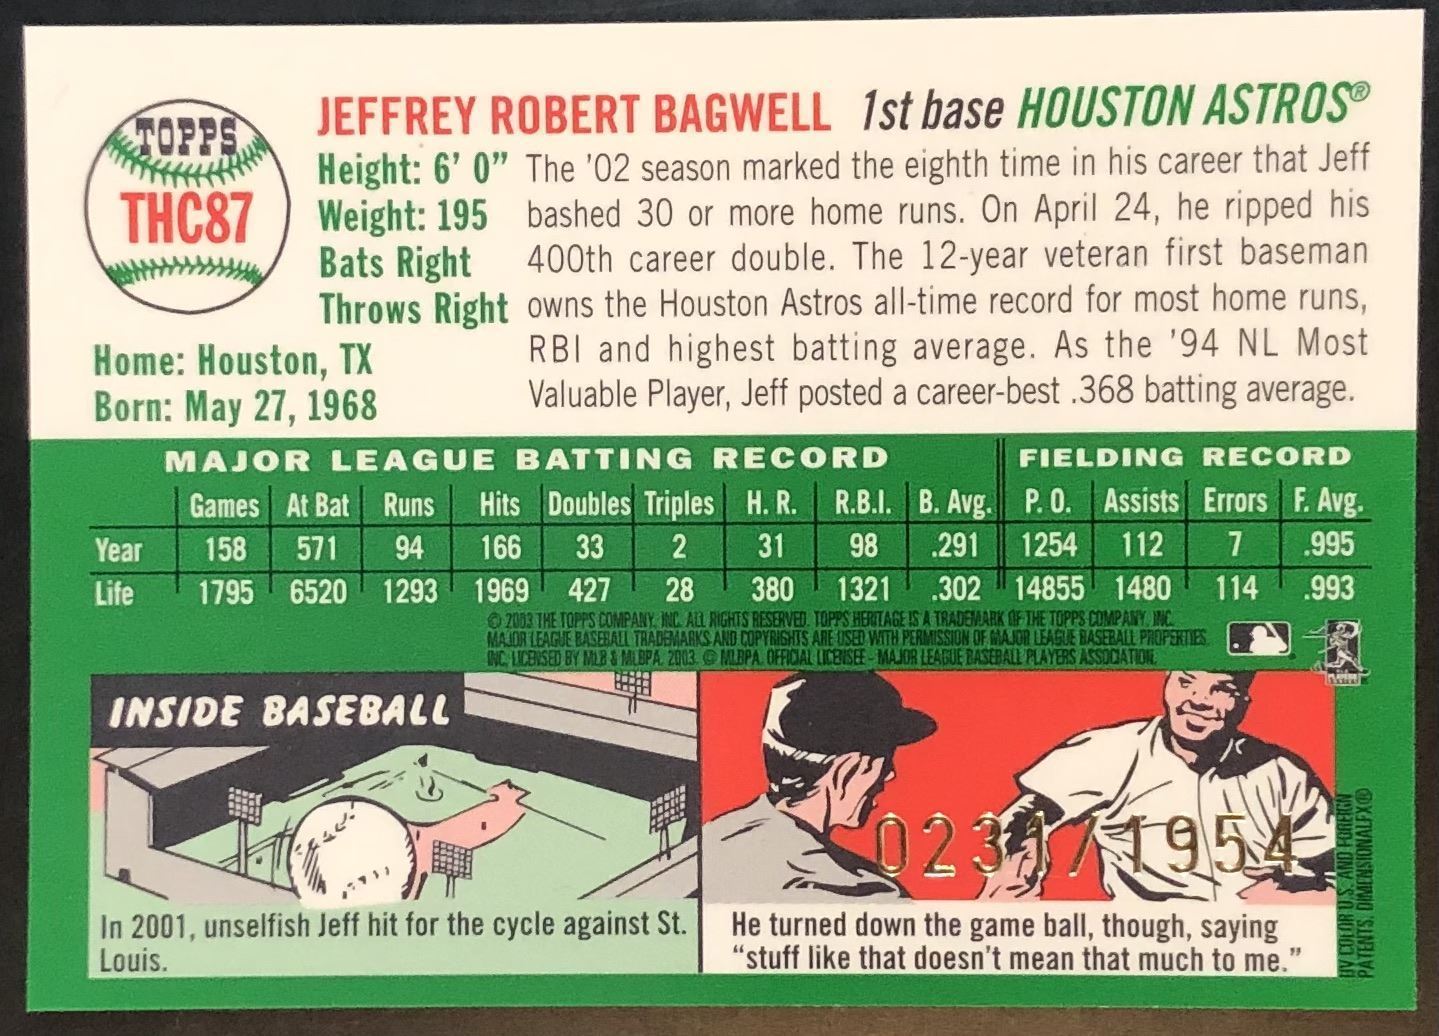 TOPPS
THC87
JEFFREY ROBERT BAGWELL 1st base HOUSTON ASTROS®
Height: 6' 0"
Weight: 195
Bats Right
Throws Right
Home: Houston, TX
Born: May 27, 1968
The '02 season marked the eighth time in his career that Jeff
bashed 30 or more home runs. On April 24, he ripped his
400th career double. The 12-year veteran first baseman
owns the Houston Astros all-time record for most home runs,
RBI and highest batting average. As the '94 NL Most
Valuable Player, Jeff posted a career-best .368 batting average.
MAJOR LEAGUE BATTING RECORD FIELDING RECORD
Games At Bat Runs Hits Doubles Triples H. R. R.B.I. B. Avg. P. O. Assists Errors F. Avg.
Year 158 571 94 166 33 2 31 98 .291 1254 112 7 .995
Life 1795 6520 1293 1969 427 28 380 1321 .302 14855 1480 114 .993
© 2003 THE TOPPS COMPANY, INC. ALL RIGHTS RESERVED. TOPPS HERITAGE IS A TRADEMARK OF THE TOPPS COMPANY, INC.
MAJOR LEAGUE BASEBALL TRADEMARKS AND COPYRIGHTS ARE USED WITH PERMISSION OF MAJOR LEAGUE BASEBALL PROPERTIES
INC. LICENSED BY MLB & MLBPA. 2003. © MLBPA. OFFICIAL LICENSEE - MAJOR LEAGUE BASEBALL PLAYERS ASSOCIATION.
INSIDE BASEBALL
In 2001, unselfish Jeff hit for the cycle against St.
Louis.
0231/1954
He turned down the game ball, though, saying
"stuff like that doesn't mean that much to me."
UV COLOR U.S. AND FOREIGN
PATENTS, DIMENSIONALFX®